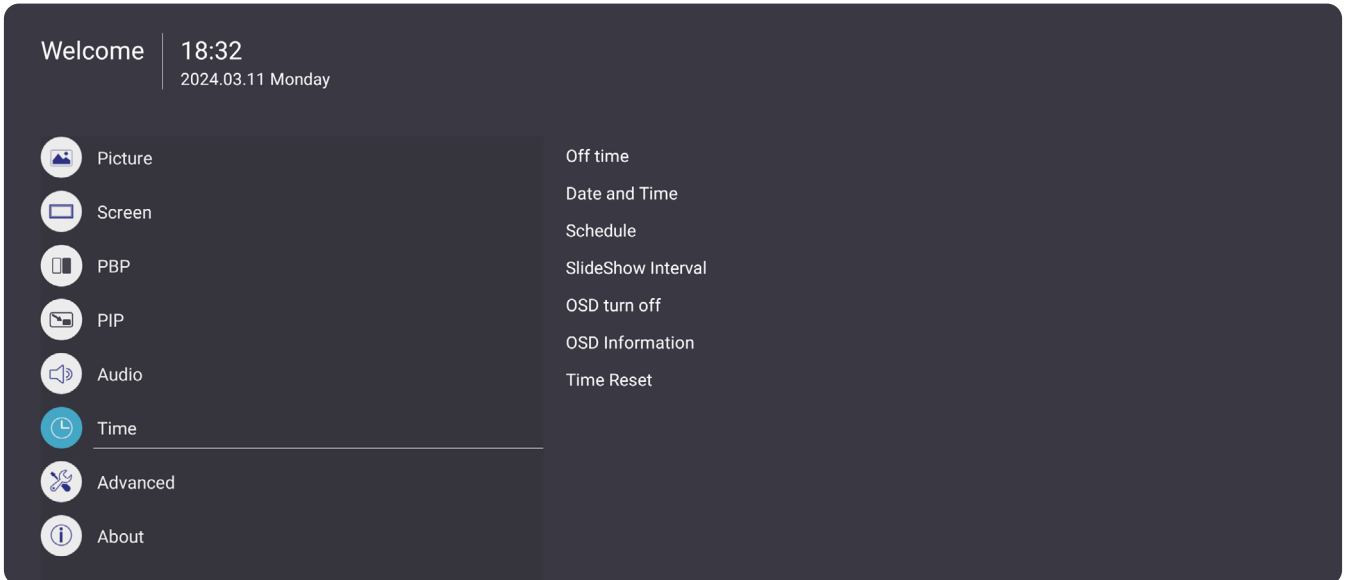 Welcome
18:32
2024.03.11 Monday
Picture
Screen
PBP
PIP
Audio
Time
Advanced
About
Off time
Date and Time
Schedule
SlideShow Interval
OSD turn off
OSD Information
Time Reset